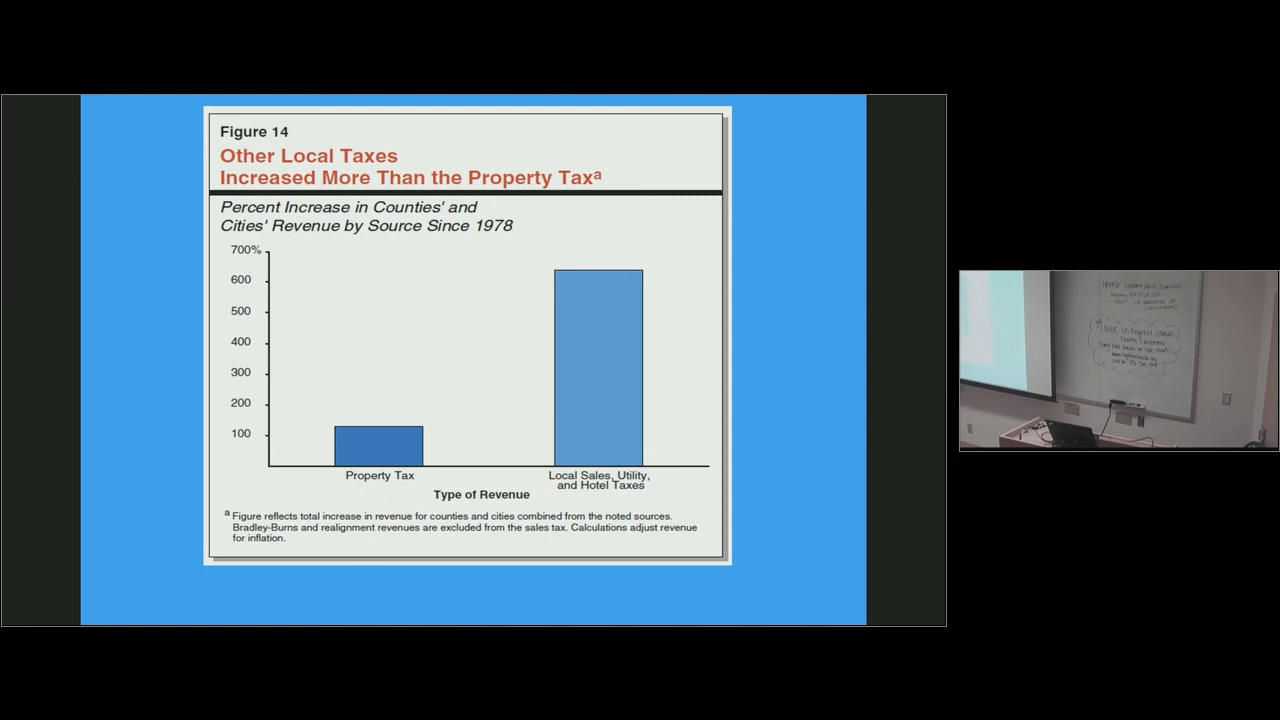 Figure 14
Other Local Taxes
Increased More Than the Property Taxa
Percent Increase in Counties' and
Cities' Revenue by Source Since 1978
700%
600
500
400
300
200
100
Property Tax
Local Sales, Utility,
and Hotel Taxes
Type of Revenue
a Figure reflects total increase in revenue for counties and cities combined from the noted sources.
Bradley-Burns and realignment revenues are excluded from the sales tax. Calculations adjust revenue
for inflation.